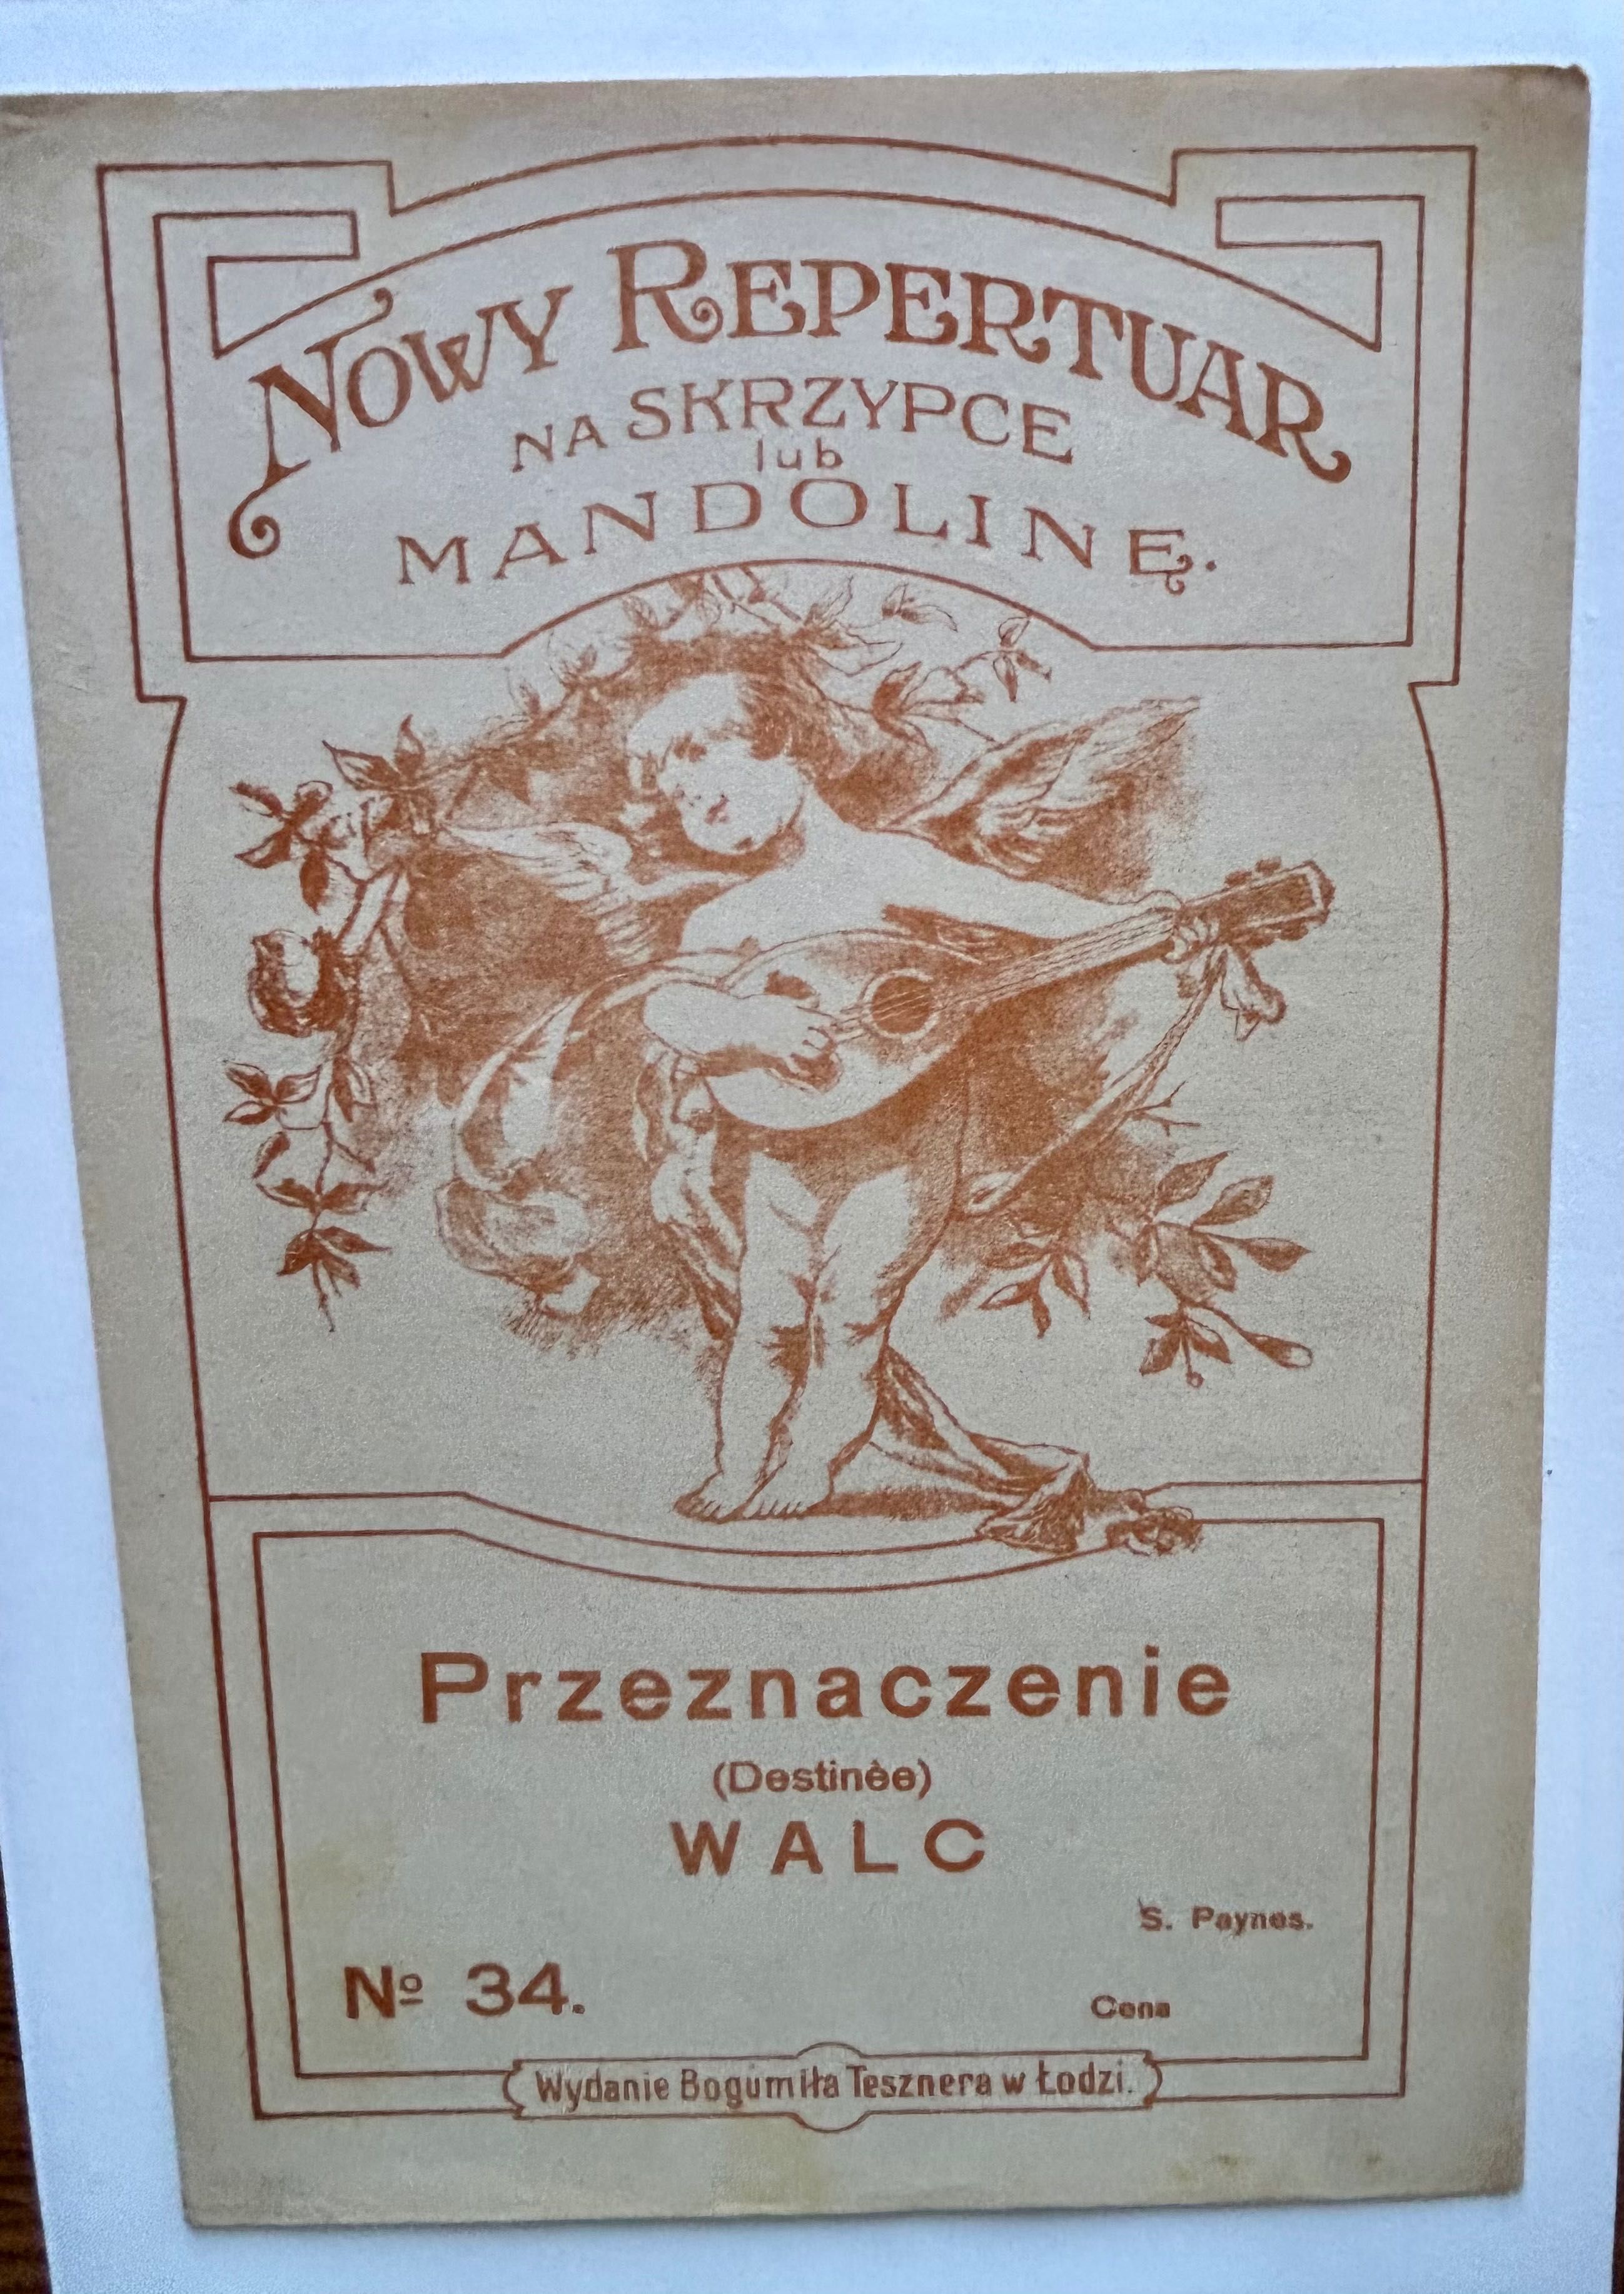 NOWY REPERTUAR
NA SKRZYPCE
lub
MANDOLINĘ.
Przeznaczenie
(Destinèe)
WALC
S. Paynes.
Nº 34.
Cena
Wydanie Bogumiła Tesznera w Łodzi.